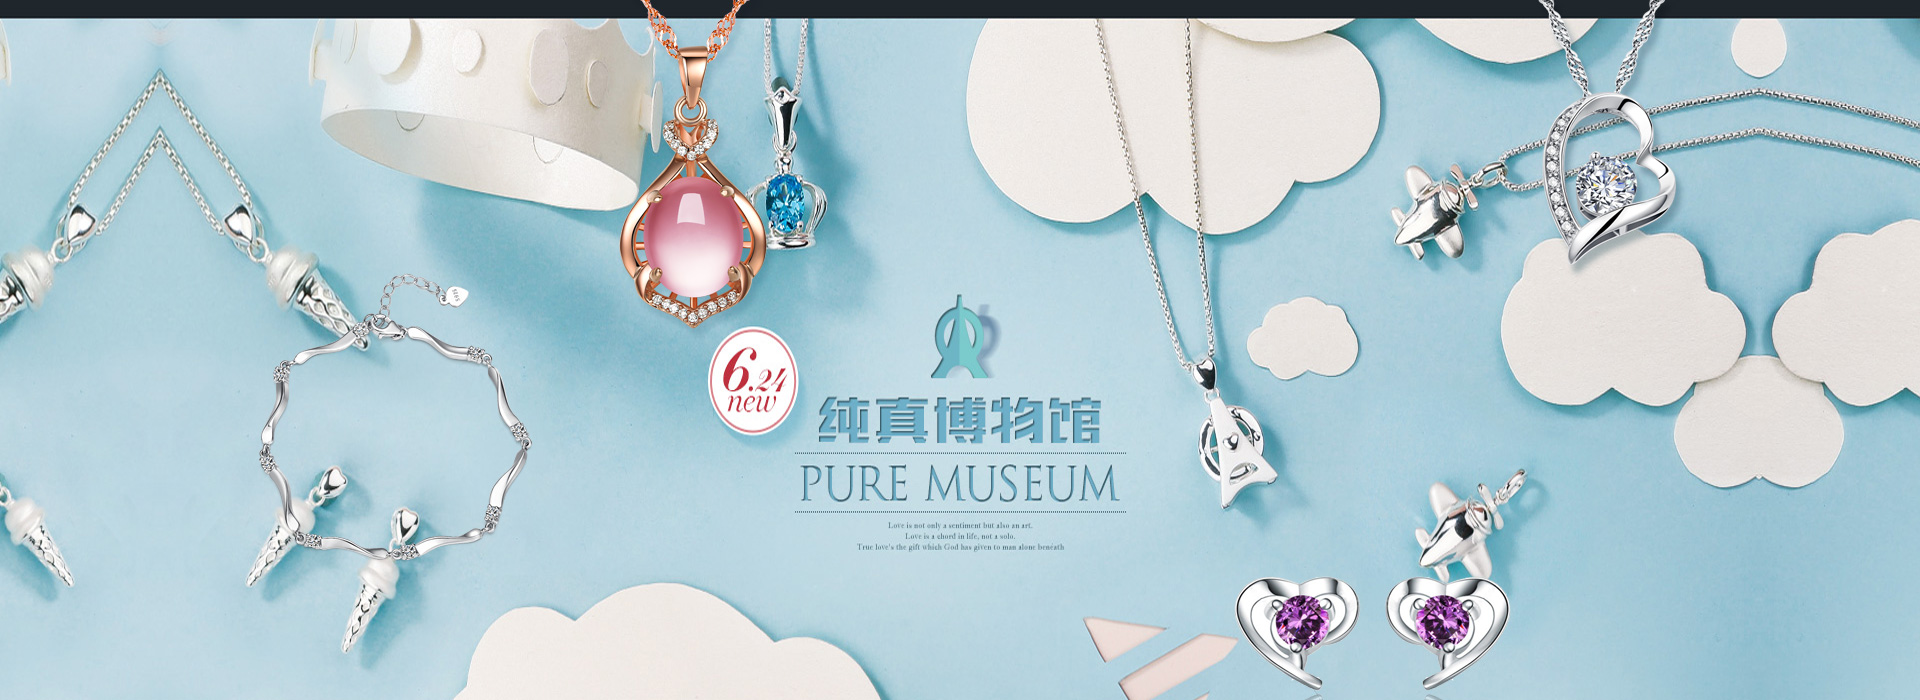 6.24
new
纯真博物馆
PURE MUSEUM
Love is not only a sentiment but also an art.
Love is a chord in life, not a solo.
True love's the gift which God has given to man alone beneath